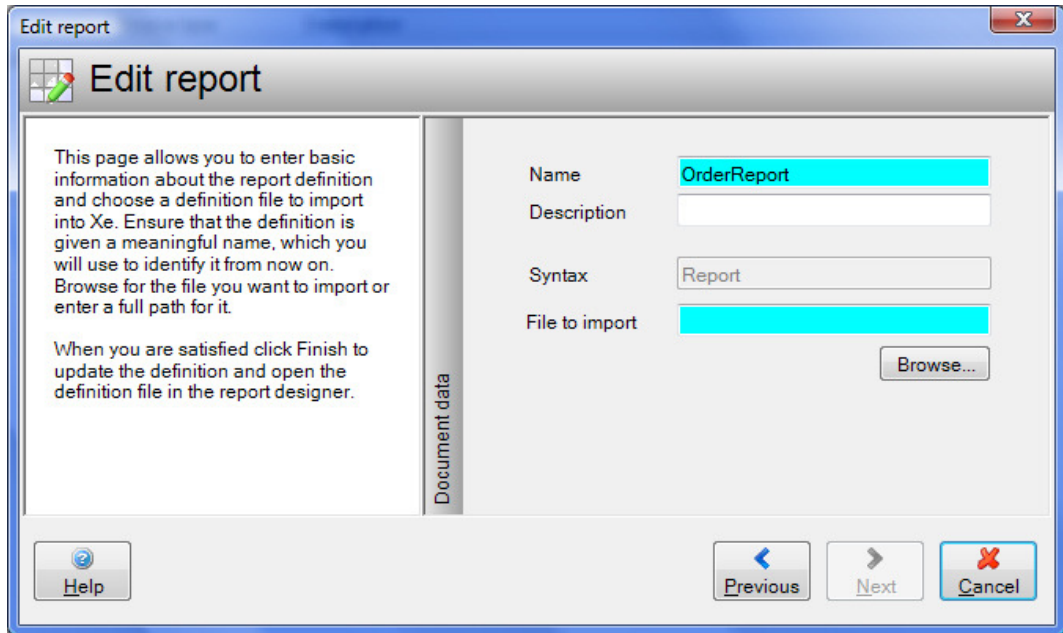 Edit report
Edit report
This page allows you to enter basic
information about the report definition
and choose a definition file to import
into Xe. Ensure that the definition is
given a meaningful name, which you
will use to identify it from now on.
Browse for the file you want to import or
enter a full path for it.
When you are satisfied click Finish to
update the definition and open the
definition file in the report designer.
Document data
Name OrderReport
Description
Syntax Report
File to import
Browse...
Help Previous Next Cancel